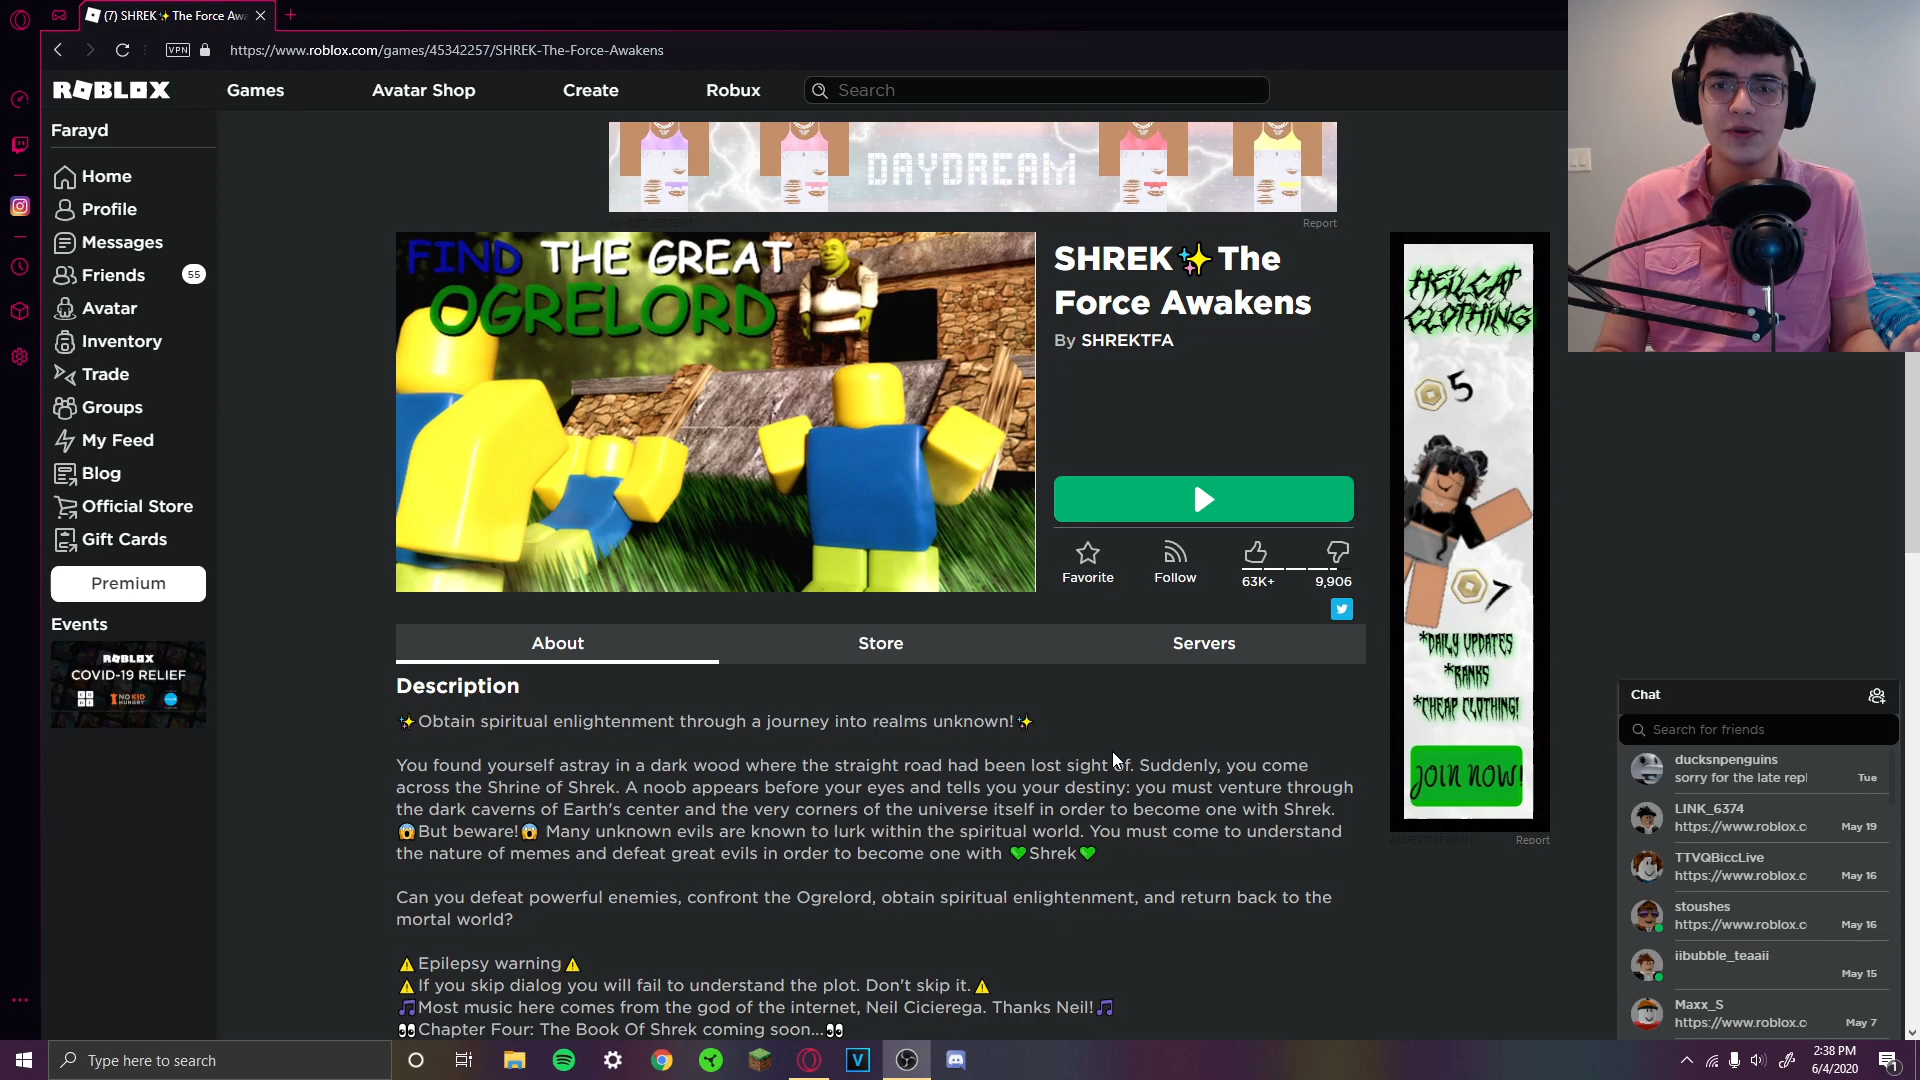 (7) SHREK✨The Force Awa
VPN
https://www.roblox.com/games/45342257/SHREK-The-Force-Awakens
ROBLOX
Games
Avatar Shop
Create
Robux
Search
Farayd
Home
Profile
Messages
Friends
55
Avatar
Inventory
Trade
Groups
My Feed
Blog
Official Store
Gift Cards
Premium
Events
ROBLOX
COVID-19 RELIEF
NO KID
HUNGRY
DAYDREAM
ADVERTISEMENT
Report
FIND THE GREAT
OGRELORD
SHREK✨The
Force Awakens
By SHREKTFA
Favorite
Follow
63K+
9,906
About
Store
Servers
Description
✨Obtain spiritual enlightenment through a journey into realms unknown!✨
You found yourself astray in a dark wood where the straight road had been lost sight of. Suddenly, you come
across the Shrine of Shrek. A noob appears before your eyes and tells you your destiny: you must venture through
the dark caverns of Earth's center and the very corners of the universe itself in order to become one with Shrek.
😱But beware!😱 Many unknown evils are known to lurk within the spiritual world. You must come to understand
the nature of memes and defeat great evils in order to become one with 💚Shrek💚
Can you defeat powerful enemies, confront the Ogrelord, obtain spiritual enlightenment, and return back to the
mortal world?
⚠Epilepsy warning⚠
⚠If you skip dialog you will fail to understand the plot. Don't skip it.⚠
🎵Most music here comes from the god of the internet, Neil Cicierega. Thanks Neil!🎵
👀Chapter Four: The Book Of Shrek coming soon...👀
HELLCAT
CLOTHING
5
7
*DAILY UPDATES
*RANKS
*CHEAP CLOTHING!
JOIN NOW!
ADVERTISEMENT
Report
Chat
Search for friends
ducksnpenguins
sorry for the late repl
Tue
LINK_6374
https://www.roblox.c
May 19
TTVQBiccLive
https://www.roblox.c
May 16
stoushes
https://www.roblox.c
May 16
iibubble_teaaii
May 15
Maxx_S
https://www.roblox.c
May 7
Type here to search
V
2:38 PM
6/4/2020
1